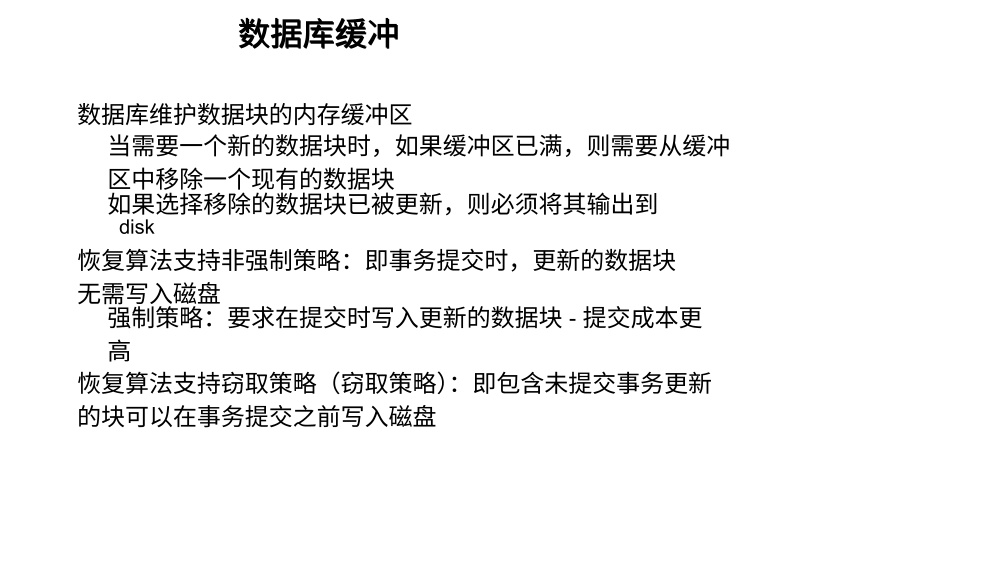 数据库缓冲
数据库维护数据块的内存缓冲区
当需要一个新的数据块时，如果缓冲区已满，则需要从缓冲
区中移除一个现有的数据块
如果选择移除的数据块已被更新，则必须将其输出到
disk
恢复算法支持非强制策略：即事务提交时，更新的数据块
无需写入磁盘
强制策略：要求在提交时写入更新的数据块 - 提交成本更
高
恢复算法支持窃取策略（窃取策略）：即包含未提交事务更新
的块可以在事务提交之前写入磁盘